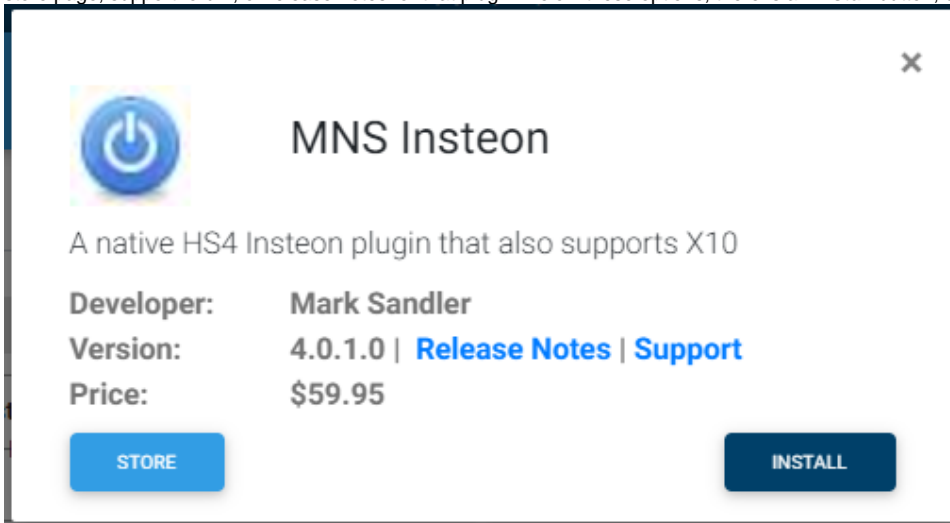 ×
MNS Insteon
A native HS4 Insteon plugin that also supports X10
Developer: Mark Sandler
Version: 4.0.1.0 | Release Notes | Support
Price: $59.95
STORE INSTALL